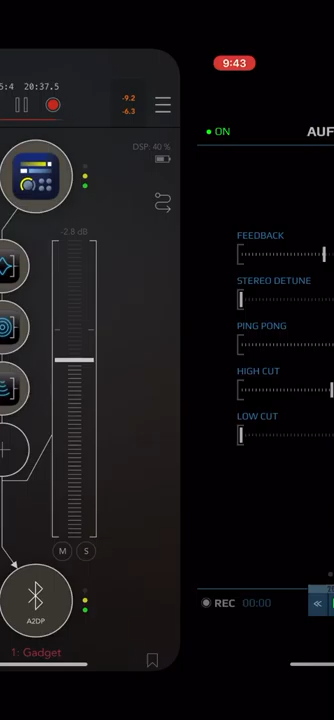 5:4 20:37.5
-9.2
-6.3
DSP: 40 %
-2.8 dB
M S
A2DP
1: Gadget
9:43
ON AUF
FEEDBACK
STEREO DETUNE
PING PONG
HIGH CUT
LOW CUT
REC 00:00